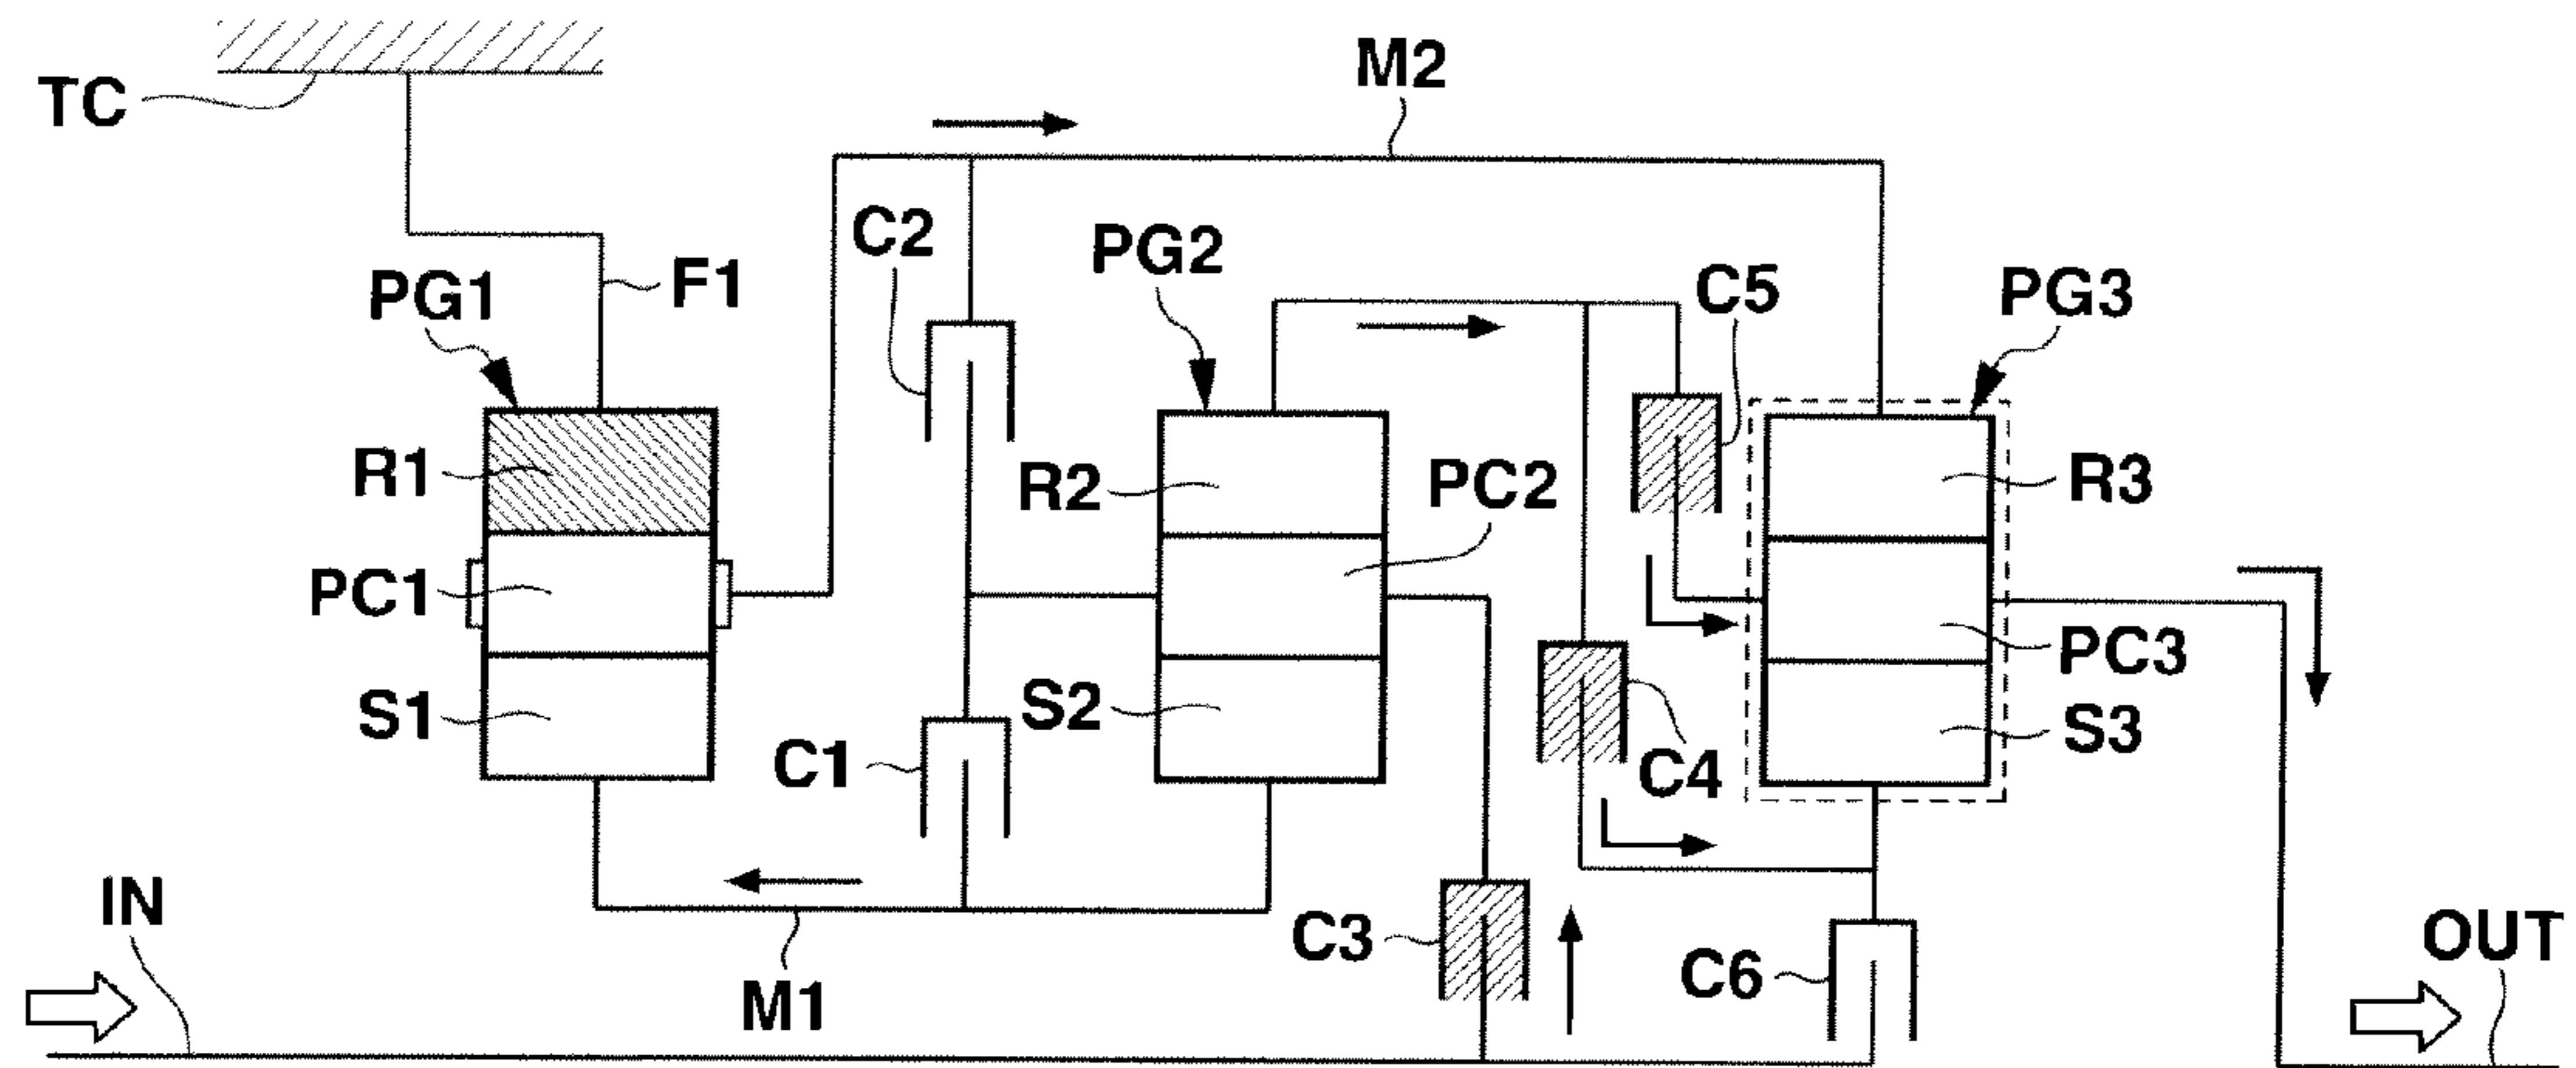 M2
TC
C2
PG2
F1
PG1
C5
PG3
R1
R2
PC2
R3
PC1
PC3
S1
S2
C1
C4
S3
IN
C3
C6
OUT
M1